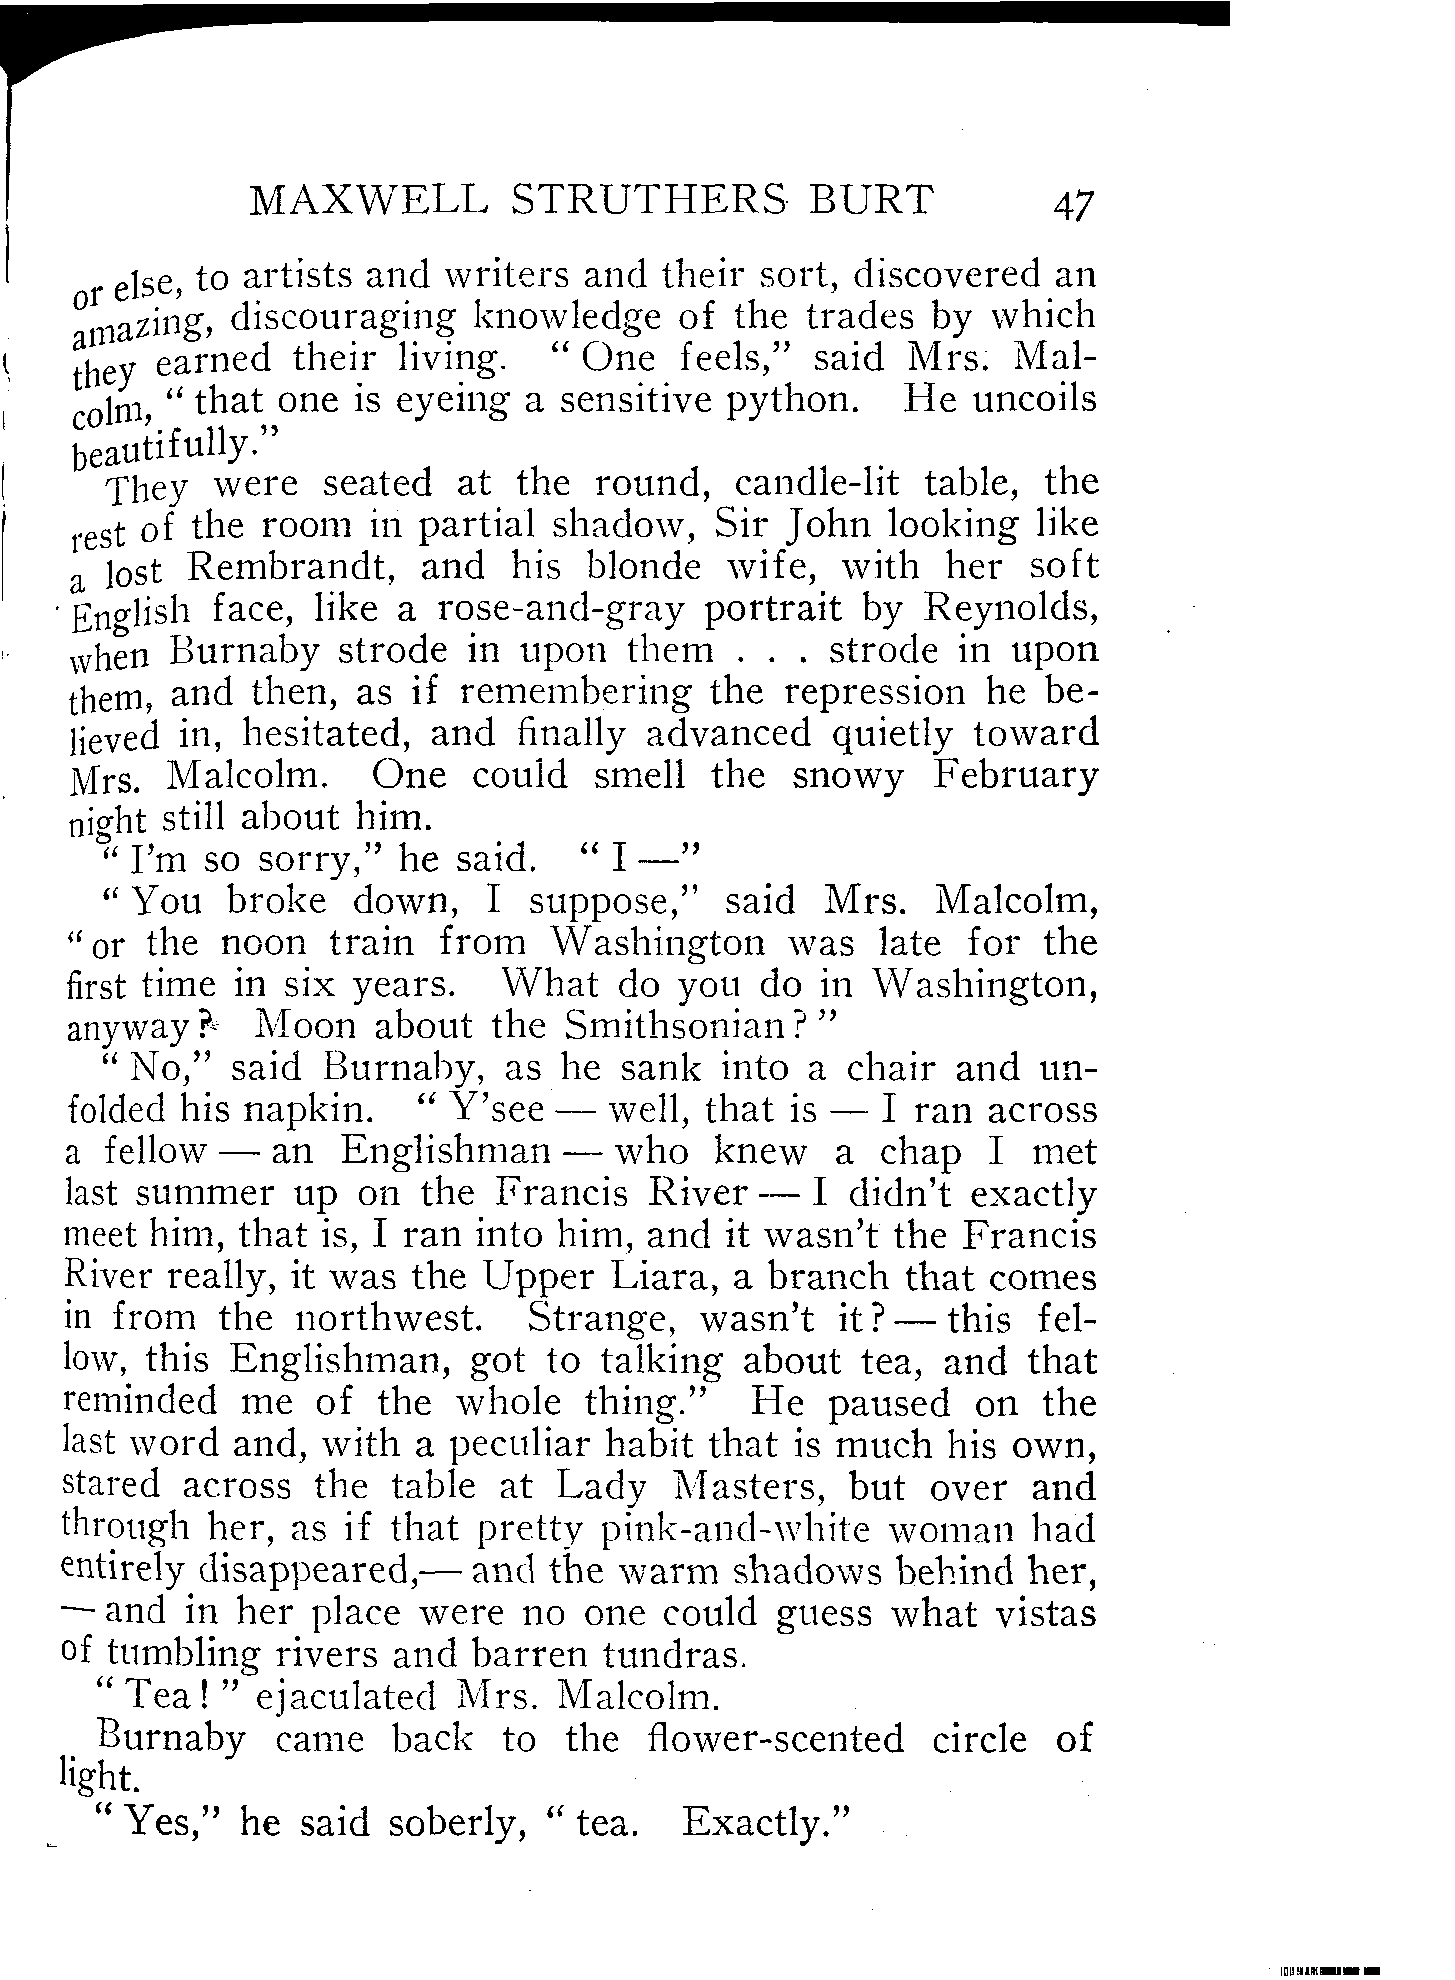 MAXWELL STRUTHERS BURT 47
or else, to artists and writers and their sort, discovered an
amazing, discouraging knowledge of the trades by which
they earned their living. “ One feels,” said Mrs. Mal-
colm, “ that one is eyeing a sensitive python. He uncoils
beautifully.”
They were seated at the round, candle-lit table, the
rest of the room in partial shadow, Sir John looking like
a lost Rembrandt, and his blonde wife, with her soft
English face, like a rose-and-gray portrait by Reynolds,
when Burnaby strode in upon them . . . strode in upon
them, and then, as if remembering the repression he be-
lieved in, hesitated, and finally advanced quietly toward
Mrs. Malcolm. One could smell the snowy February
night still about him.
“ I'm so sorry,” he said. “ I —”
“ You broke down, I suppose,” said Mrs. Malcolm,
“ or the noon train from Washington was late for the
first time in six years. What do you do in Washington,
anyway? Moon about the Smithsonian? ”
“ No,” said Burnaby, as he sank into a chair and un-
folded his napkin. “ Y'see — well, that is — I ran across
a fellow — an Englishman — who knew a chap I met
last summer up on the Francis River — I didn't exactly
meet him, that is, I ran into him, and it wasn't the Francis
River really, it was the Upper Liara, a branch that comes
in from the northwest. Strange, wasn't it? — this fel-
low, this Englishman, got to talking about tea, and that
reminded me of the whole thing.” He paused on the
last word and, with a peculiar habit that is much his own,
stared across the table at Lady Masters, but over and
through her, as if that pretty pink-and-white woman had
entirely disappeared,— and the warm shadows behind her,
— and in her place were no one could guess what vistas
of tumbling rivers and barren tundras.
“ Tea! ” ejaculated Mrs. Malcolm.
Burnaby came back to the flower-scented circle of
light.
“ Yes,” he said soberly, “ tea. Exactly.”